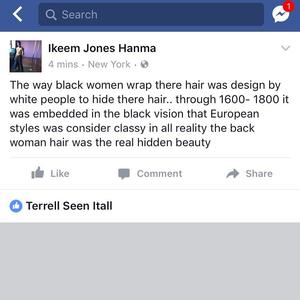 Search
1
Ikeem Jones Hanma
4 mins · New York ·
The way black women wrap there hair was design by
white people to hide there hair.. through 1600- 1800 it
was embedded in the black vision that European
styles was consider classy in all reality the back
woman hair was the real hidden beauty
Like Comment Share
Terrell Seen Itall